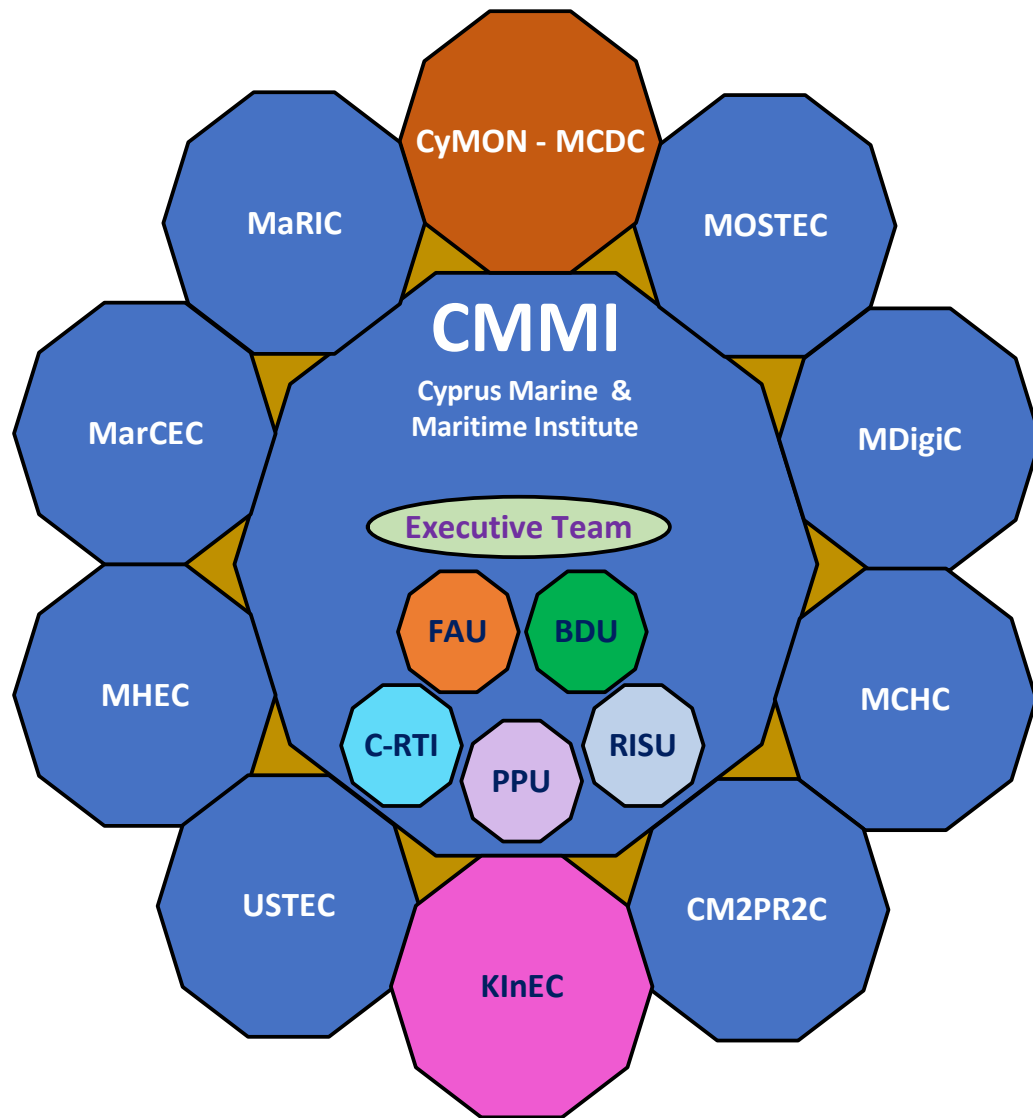 CyMON - MCDC
MaRIC
MOSTEC
CMMI
Cyprus Marine &
Maritime Institute
MarCEC
MDigiC
Executive Team
FAU
BDU
MHEC
MCHC
C-RTI
RISU
PPU
USTEC
CM2PR2C
KInEC